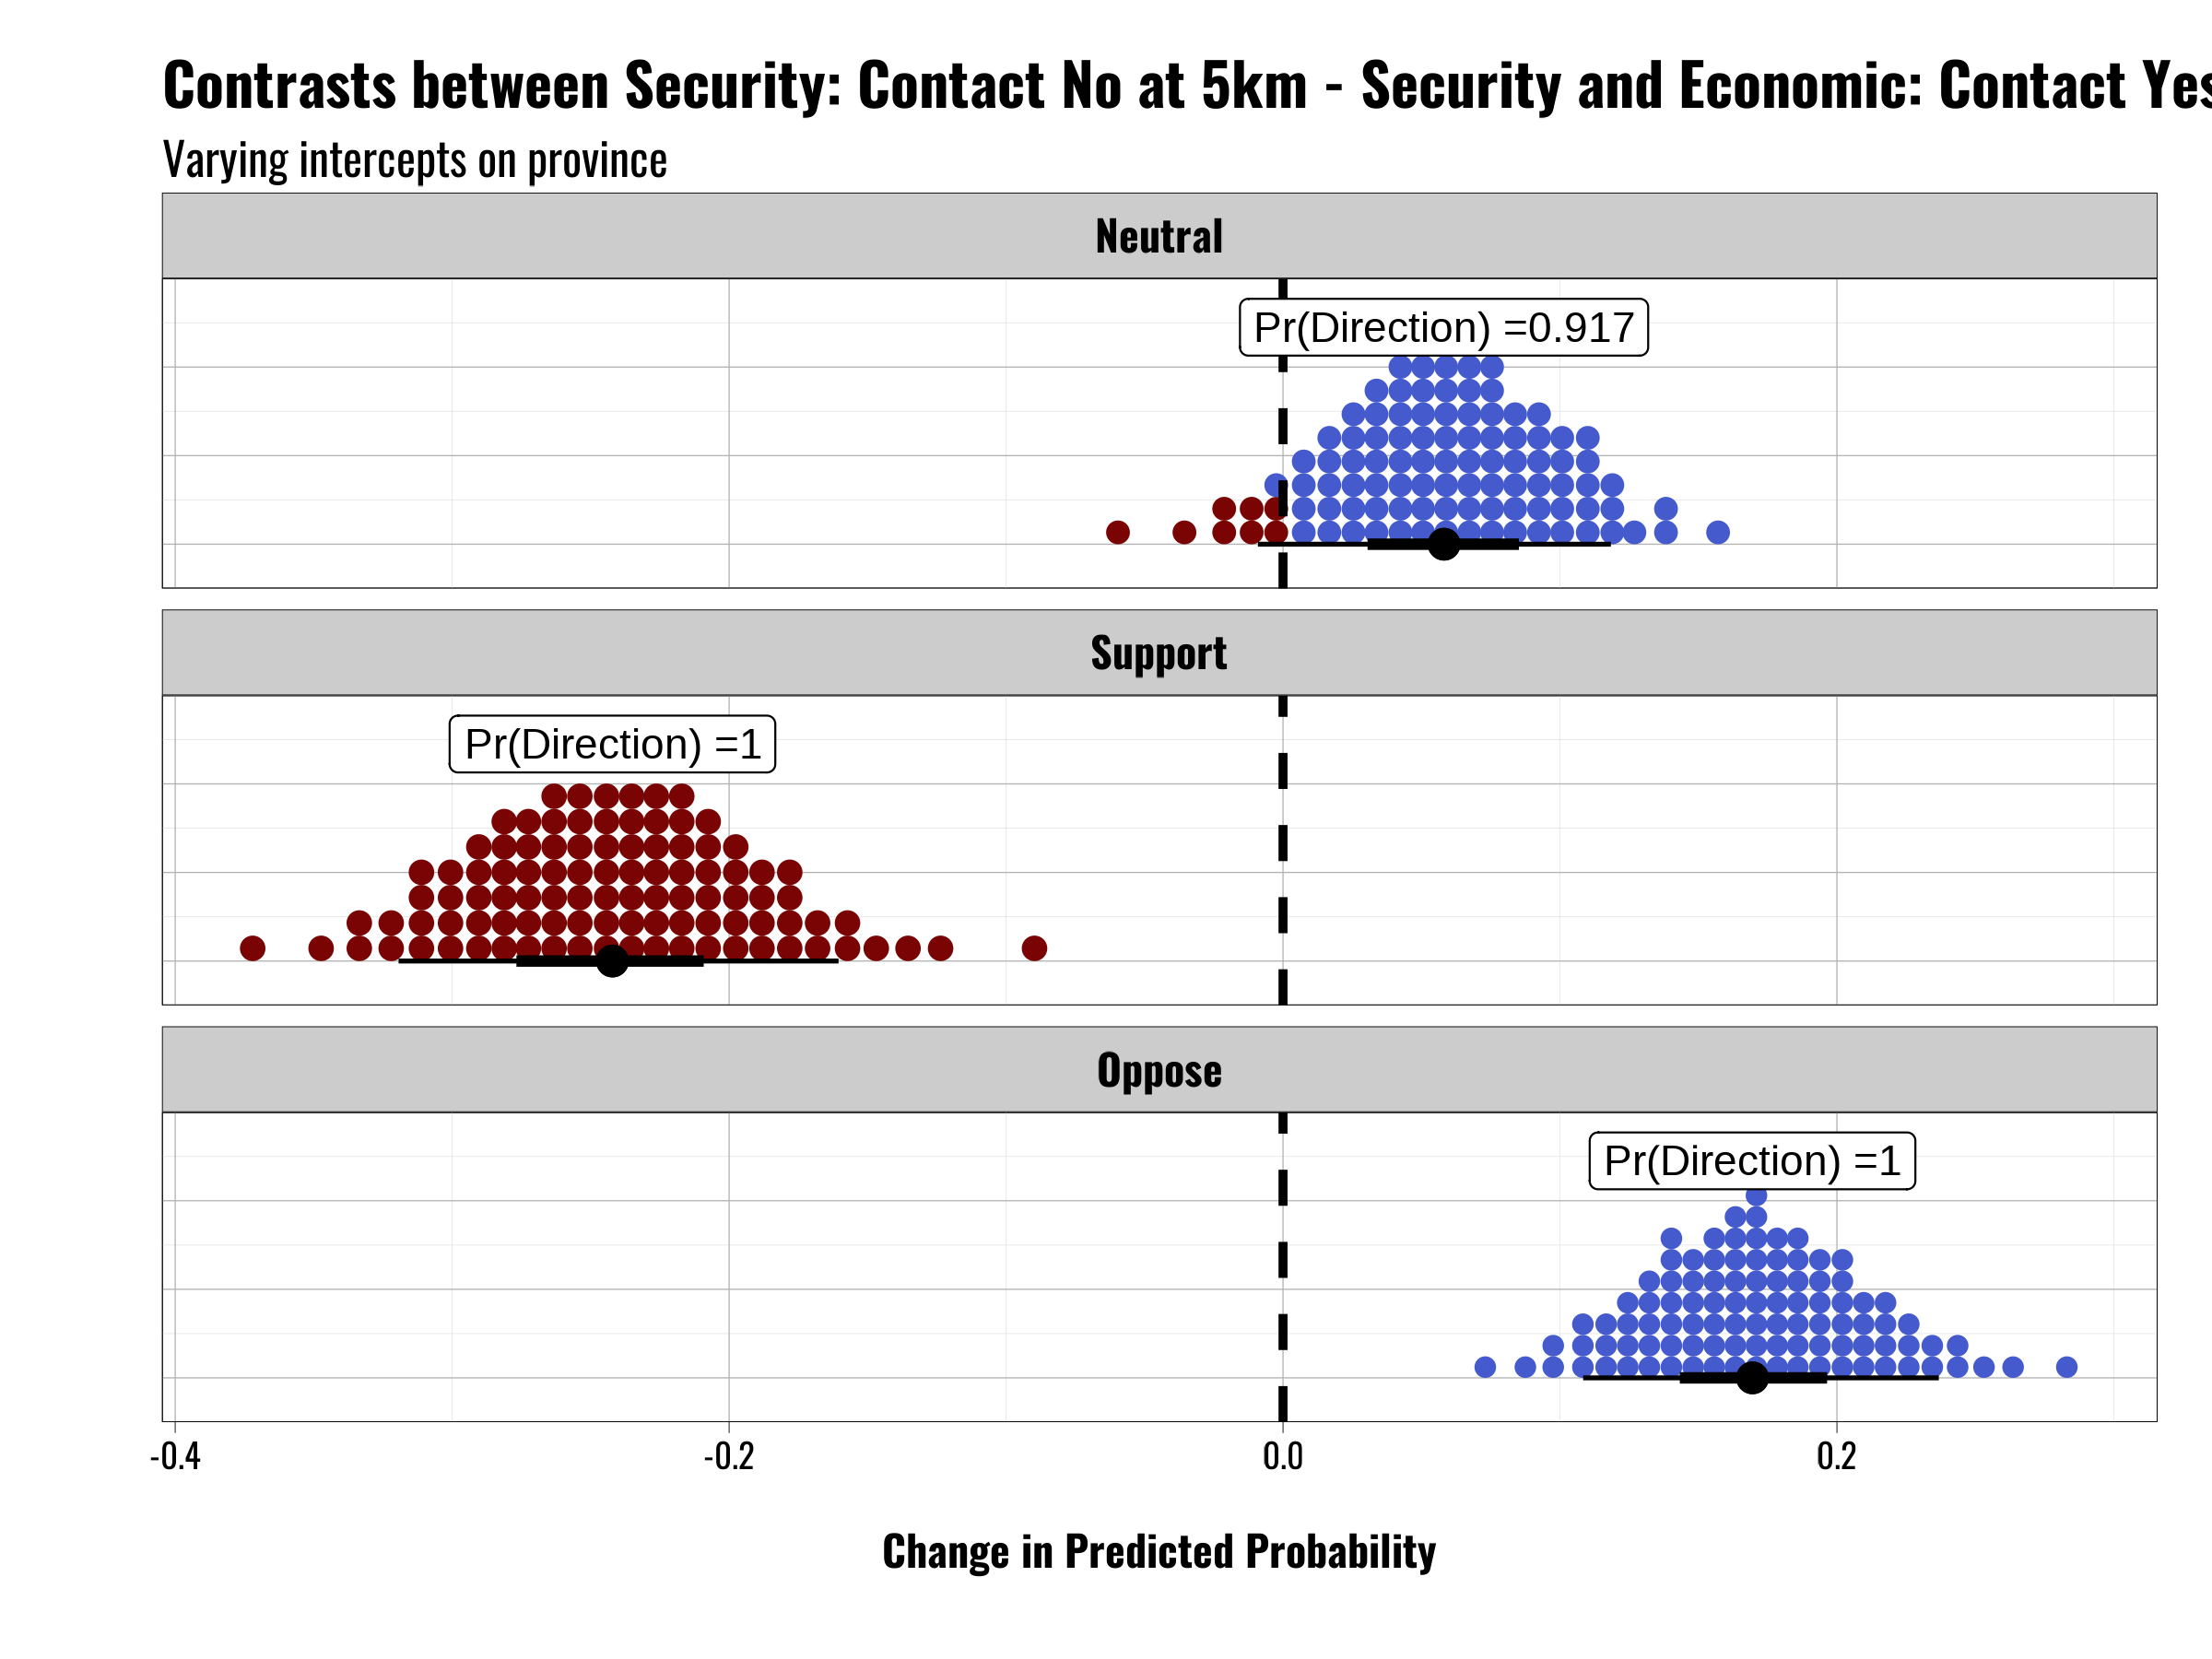 Contrasts between Security: Contact No at 5km - Security and Economic: Contact Yes
Varying intercepts on province
Neutral
Pr(Direction) =0.917
Support
Pr(Direction) =1
Oppose
Pr(Direction) =1
-0.4 -0.2 0.0 0.2
Change in Predicted Probability